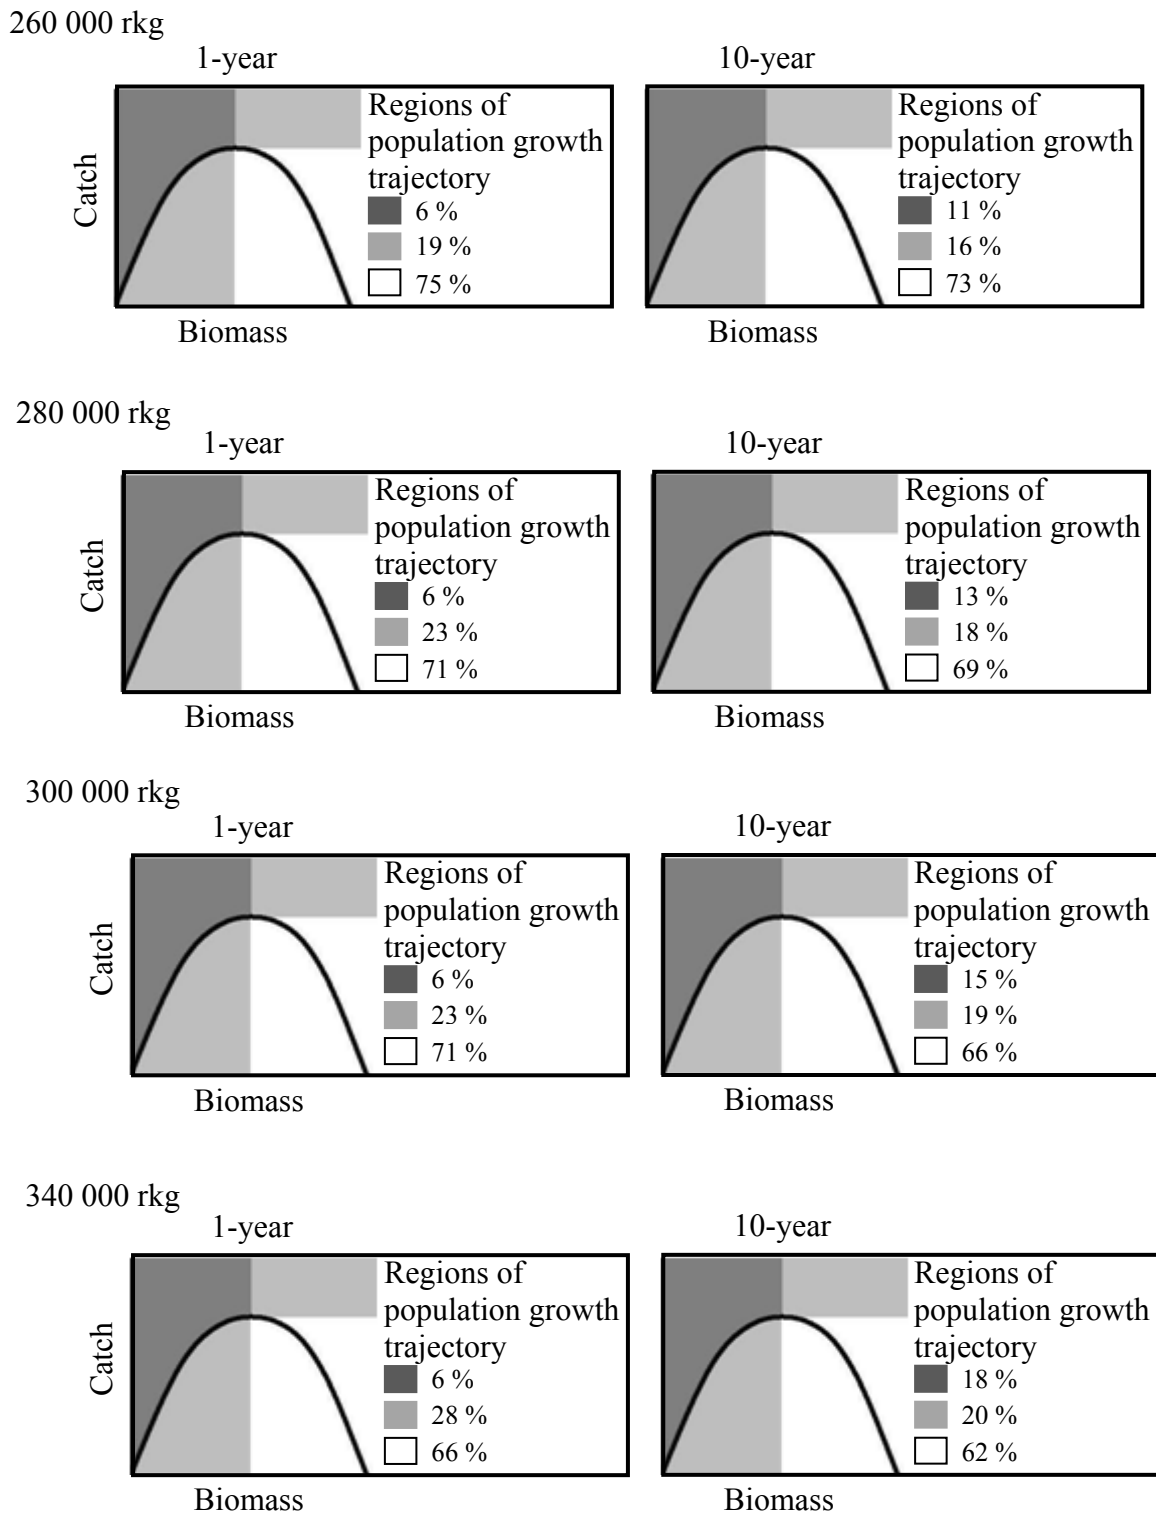 260 000 rkg
1-year
10-year
Catch
Regions of
population growth
trajectory
6 %
19 %
75 %
Regions of
population growth
trajectory
11 %
16 %
73 %
Biomass
Biomass
280 000 rkg
1-year
10-year
Catch
Regions of
population growth
trajectory
6 %
23 %
71 %
Regions of
population growth
trajectory
13 %
18 %
69 %
Biomass
Biomass
300 000 rkg
1-year
10-year
Catch
Regions of
population growth
trajectory
6 %
23 %
71 %
Regions of
population growth
trajectory
15 %
19 %
66 %
Biomass
Biomass
340 000 rkg
1-year
10-year
Catch
Regions of
population growth
trajectory
6 %
28 %
66 %
Regions of
population growth
trajectory
18 %
20 %
62 %
Biomass
Biomass